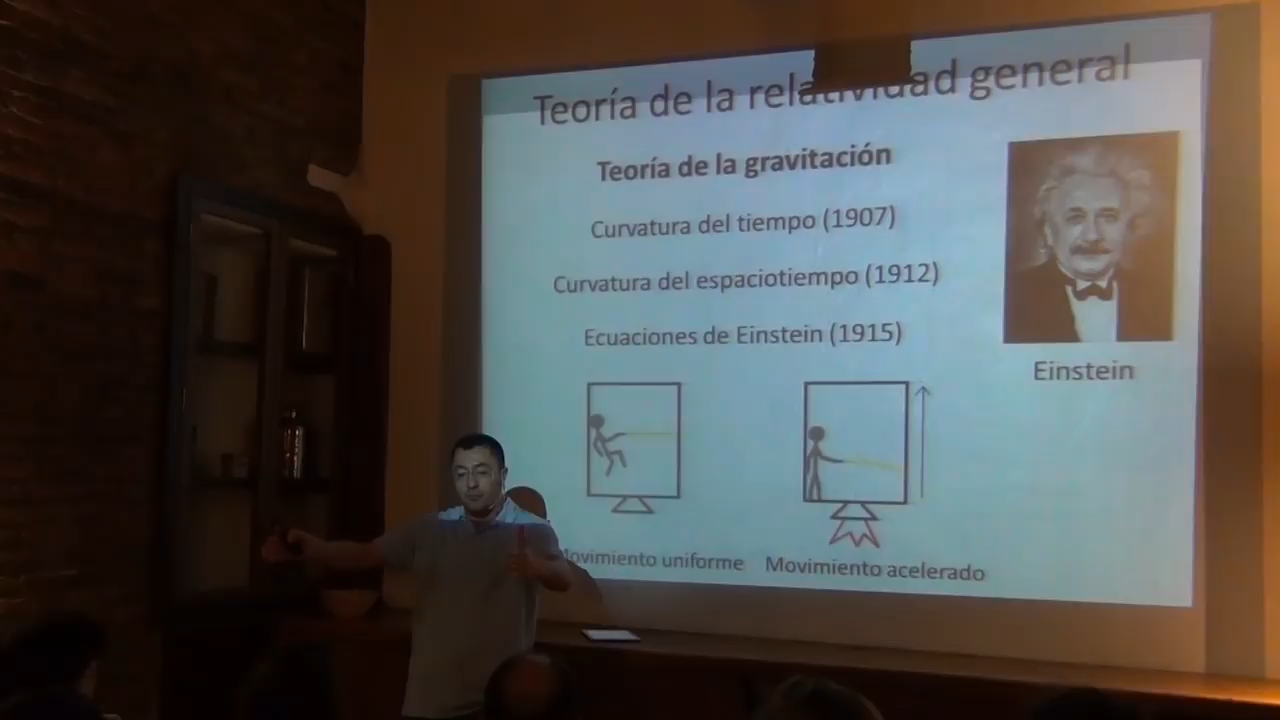 Teoría de la relatividad general
Teoría de la gravitación
Curvatura del tiempo (1907)
Curvatura del espaciotiempo (1912)
Ecuaciones de Einstein (1915)
Einstein
Movimiento uniforme
Movimiento acelerado